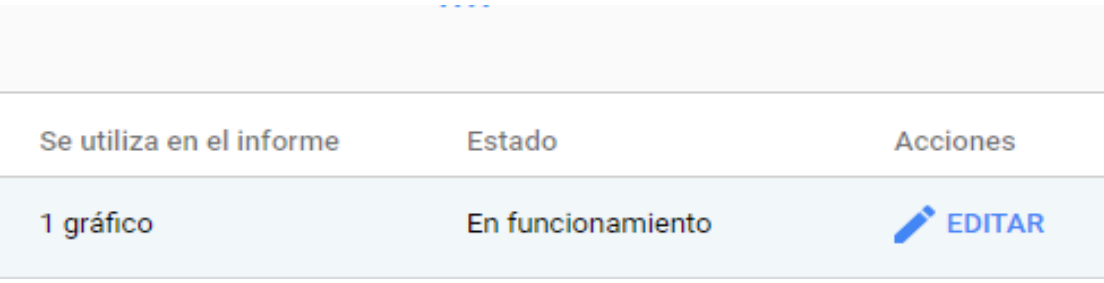 Se utiliza en el informe Estado Acciones
1 gráfico En funcionamiento EDITAR